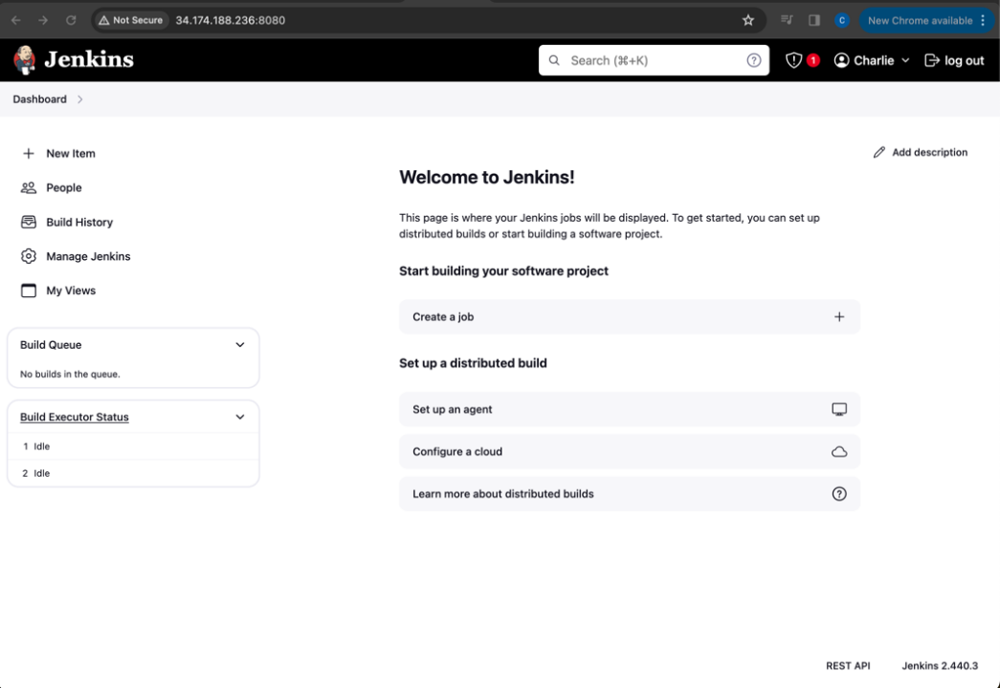 Not Secure 34.174.188.236:8080 C New Chrome available
Jenkins Search (⌘+K) 1 Charlie log out
Dashboard
New Item
Add description
People
Build History
Manage Jenkins
My Views
Build Queue
No builds in the queue.
Build Executor Status
1 Idle
2 Idle
Welcome to Jenkins!
This page is where your Jenkins jobs will be displayed. To get started, you can set up
distributed builds or start building a software project.
Start building your software project
Create a job
Set up a distributed build
Set up an agent
Configure a cloud
Learn more about distributed builds
REST API Jenkins 2.440.3